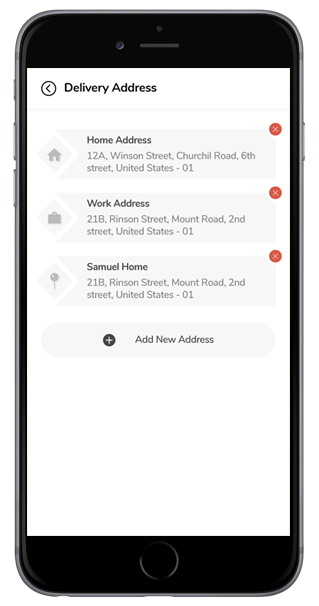 Delivery Address
Home Address
12A, Winson Street, Churchil Road, 6th
street, United States - 01
Work Address
21B, Rinson Street, Mount Road, 2nd
street, United States - 01
Samuel Home
21B, Rinson Street, Mount Road, 2nd
street, United States - 01
Add New Address